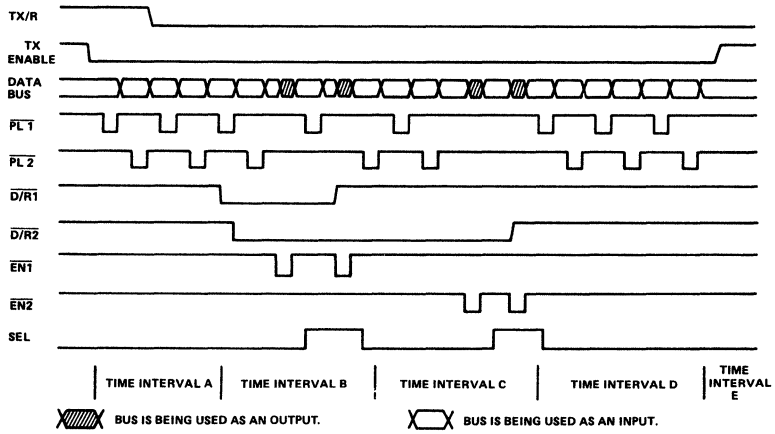 TX/R
TX
ENABLE
DATA
BUS
PL 1
PL 2
D/R1
D/R2
EN1
EN2
SEL
TIME INTERVAL A
TIME INTERVAL B
TIME INTERVAL C
TIME INTERVAL D
TIME
INTERVAL
E
BUS IS BEING USED AS AN OUTPUT.
BUS IS BEING USED AS AN INPUT.